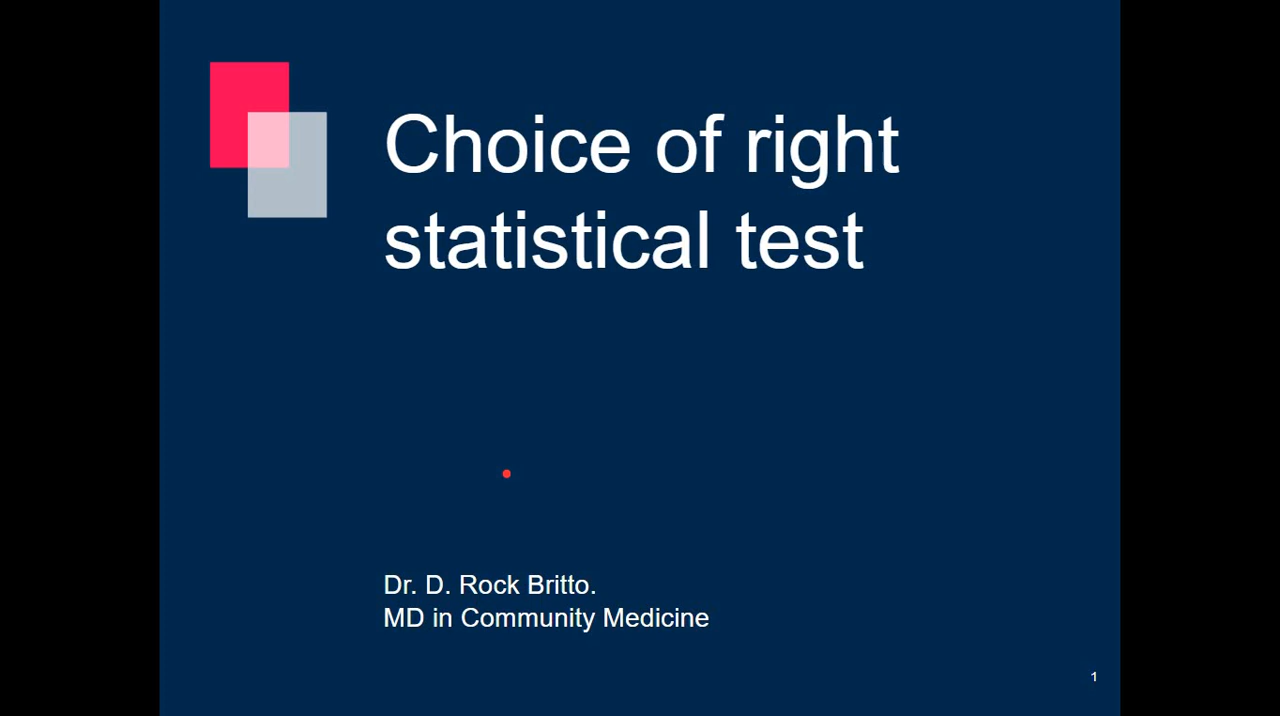 Choice of right
statistical test
Dr. D. Rock Britto.
MD in Community Medicine
1